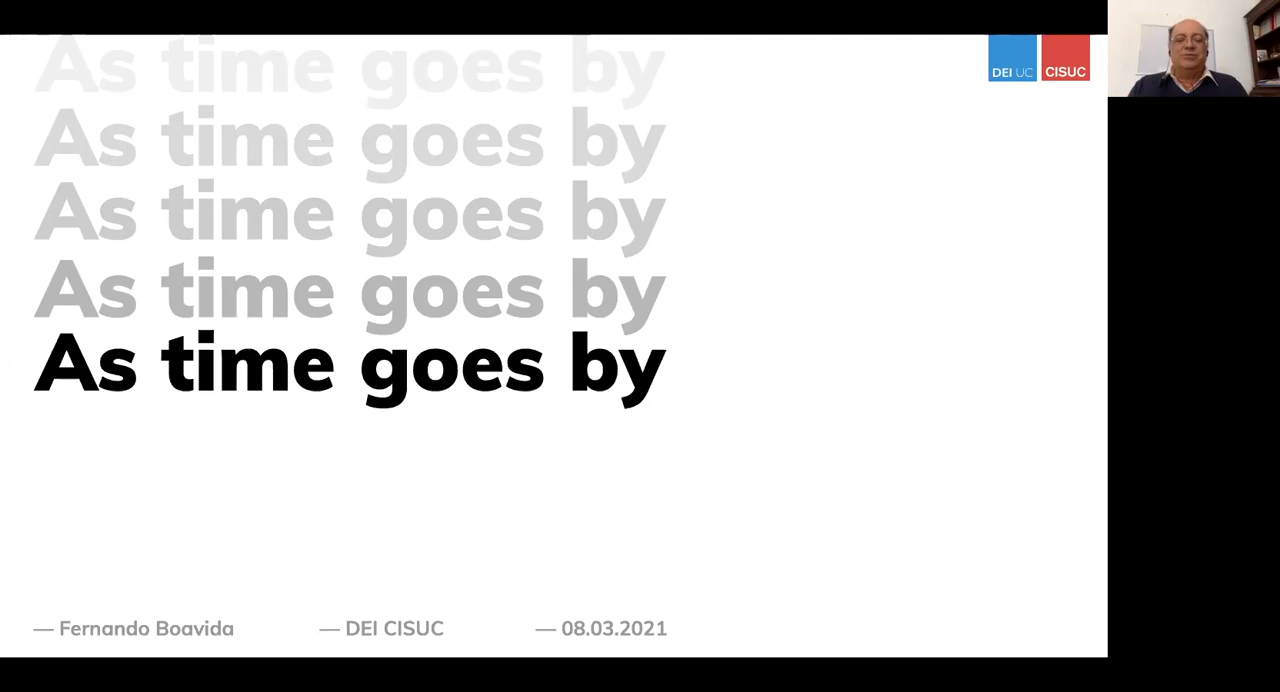 As time goes by
DEI UC CISUC
As time goes by
As time goes by
As time goes by
As time goes by
— Fernando Boavida — DEI CISUC — 08.03.2021